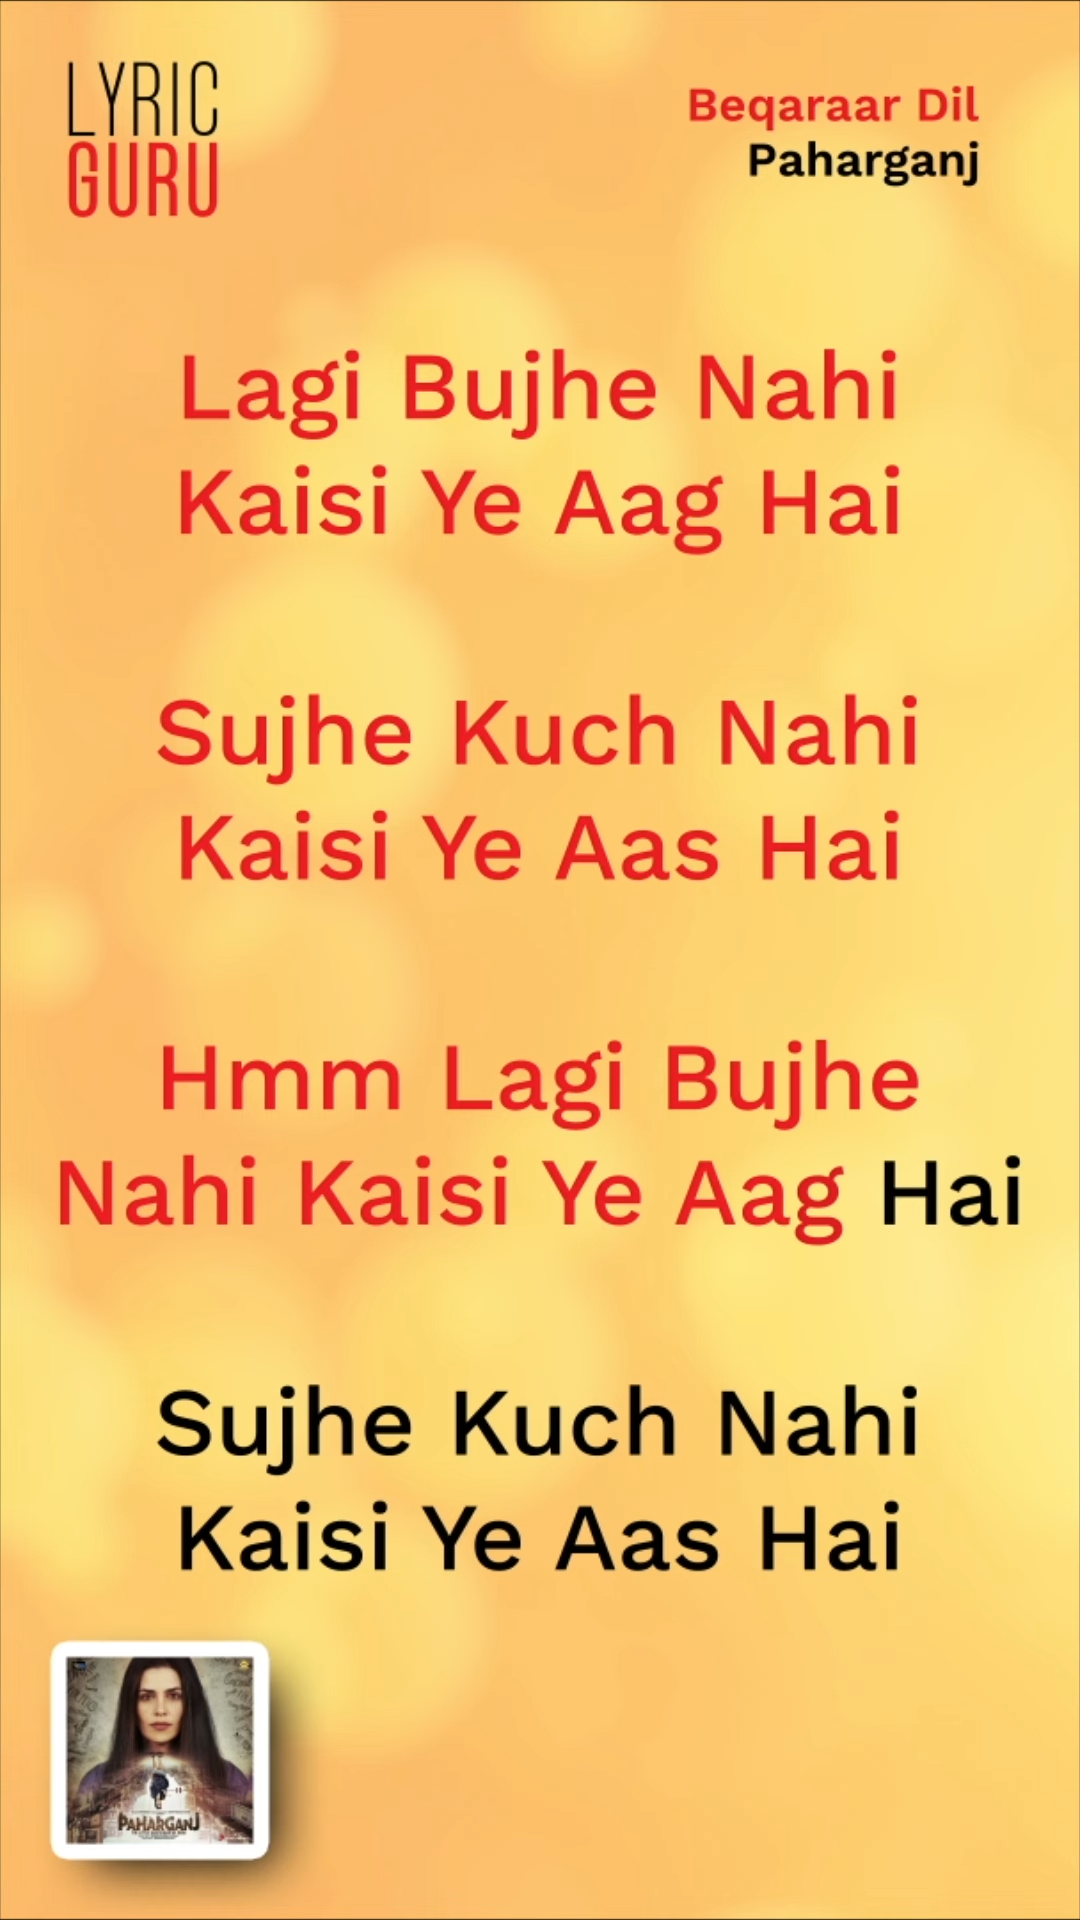 LYRIC
GURU
Beqaraar Dil
Paharganj
Lagi Bujhe Nahi
Kaisi Ye Aag Hai
Sujhe Kuch Nahi
Kaisi Ye Aas Hai
Hmm Lagi Bujhe
Nahi Kaisi Ye Aag Hai
Sujhe Kuch Nahi
Kaisi Ye Aas Hai
PAHARGANJ